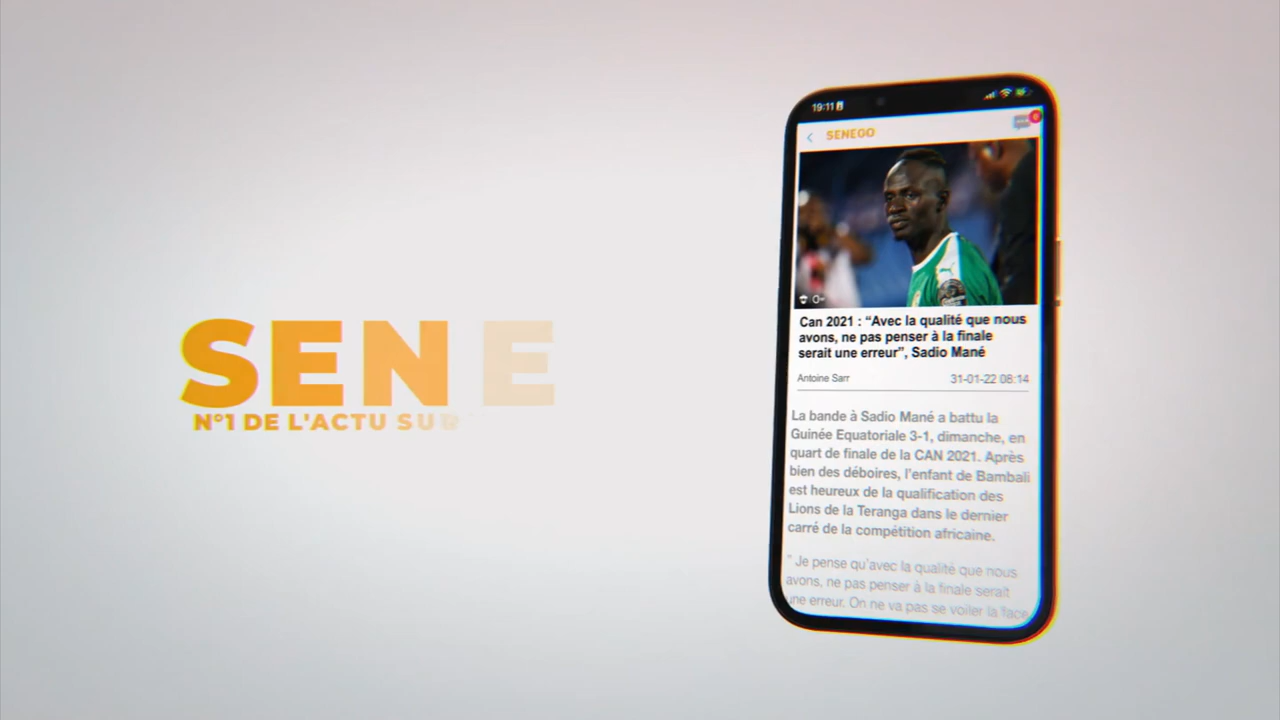 SEN E
N°1 DE L'ACTU SUR
19:11
SENEGO
Can 2021 : “Avec la qualité que nous
avons, ne pas penser à la finale
serait une erreur”, Sadio Mané
Antoine Sarr 31-01-22 08:14
La bande à Sadio Mané a battu la
Guinée Equatoriale 3-1, dimanche, en
quart de finale de la CAN 2021. Après
bien des déboires, l’enfant de Bambali
est heureux de la qualification des
Lions de la Teranga dans le dernier
carré de la compétition africaine.
" Je pense qu’avec la qualité que nous
avons, ne pas penser à la finale serait
une erreur. On ne va pas se voiler la face